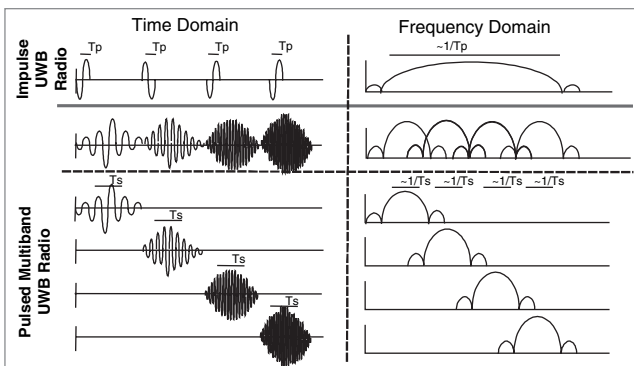 Time Domain
Frequency Domain
Impulse
UWB
Radio
Tp
Tp
Tp
Tp
~1/Tp
Pulsed Multiband
UWB Radio
Ts
Ts
Ts
Ts
~1/Ts
~1/Ts
~1/Ts
~1/Ts